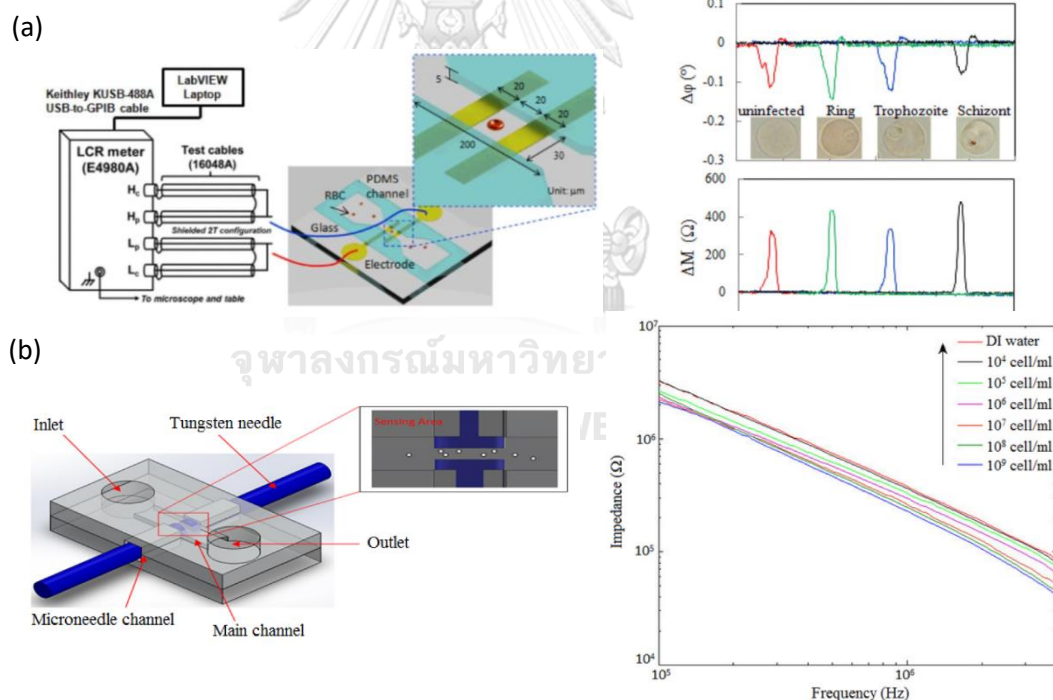 (a)
LabVIEW
Laptop
Keithley KUSB-488A
USB-to-GPIB cable
LCR meter
(E4980A)
Test cables
(16048A)
Hc
Hp
Lp
Lc
Shielded 2T configuration
To microscope and table
RBC
PDMS
channel
Glass
Electrode
5
20
20
20
200
30
Unit: μm
Δφ (°)
0.1
0
-0.1
-0.2
-0.3
uninfected Ring Trophozoite Schizont
ΔM (Ω)
600
400
200
0
(b)
จุฬาลงกรณ์มหาวิทยา
Inlet
Tungsten needle
Sensing Area
VE
Outlet
Microneedle channel
Main channel
Impedance (Ω)
10⁷
10⁶
10⁵
10⁴
DI water
10⁴ cell/ml
10⁵ cell/ml
10⁶ cell/ml
10⁷ cell/ml
10⁸ cell/ml
10⁹ cell/ml
10⁵
10⁶
Frequency (Hz)